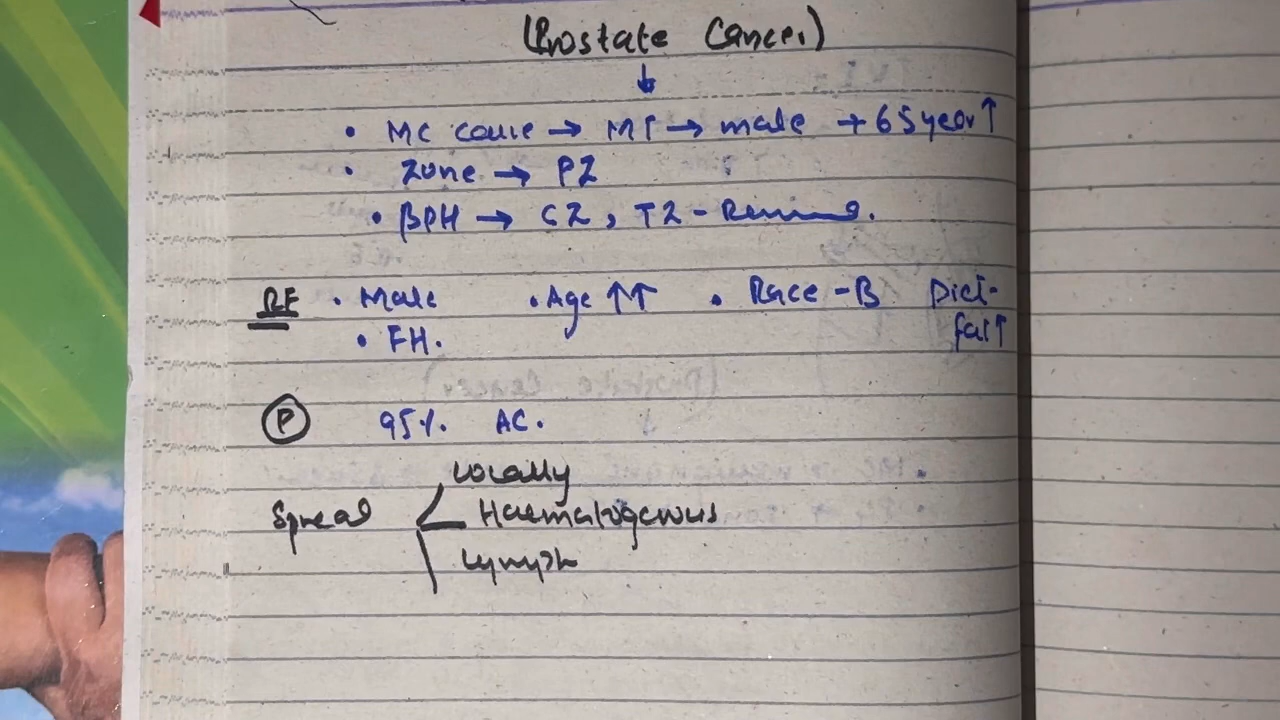 (Prostate Cancer)
↓
• MC cause → MT → male → 65 year ↑
• Zone → PZ
• BPH → CZ, TZ -
RF • Male • Age ↑↑ • Race - B Diet-
• FH. fat ↑
(P) 95%. AC.
Locally
Spread Haematogenous
Lymph